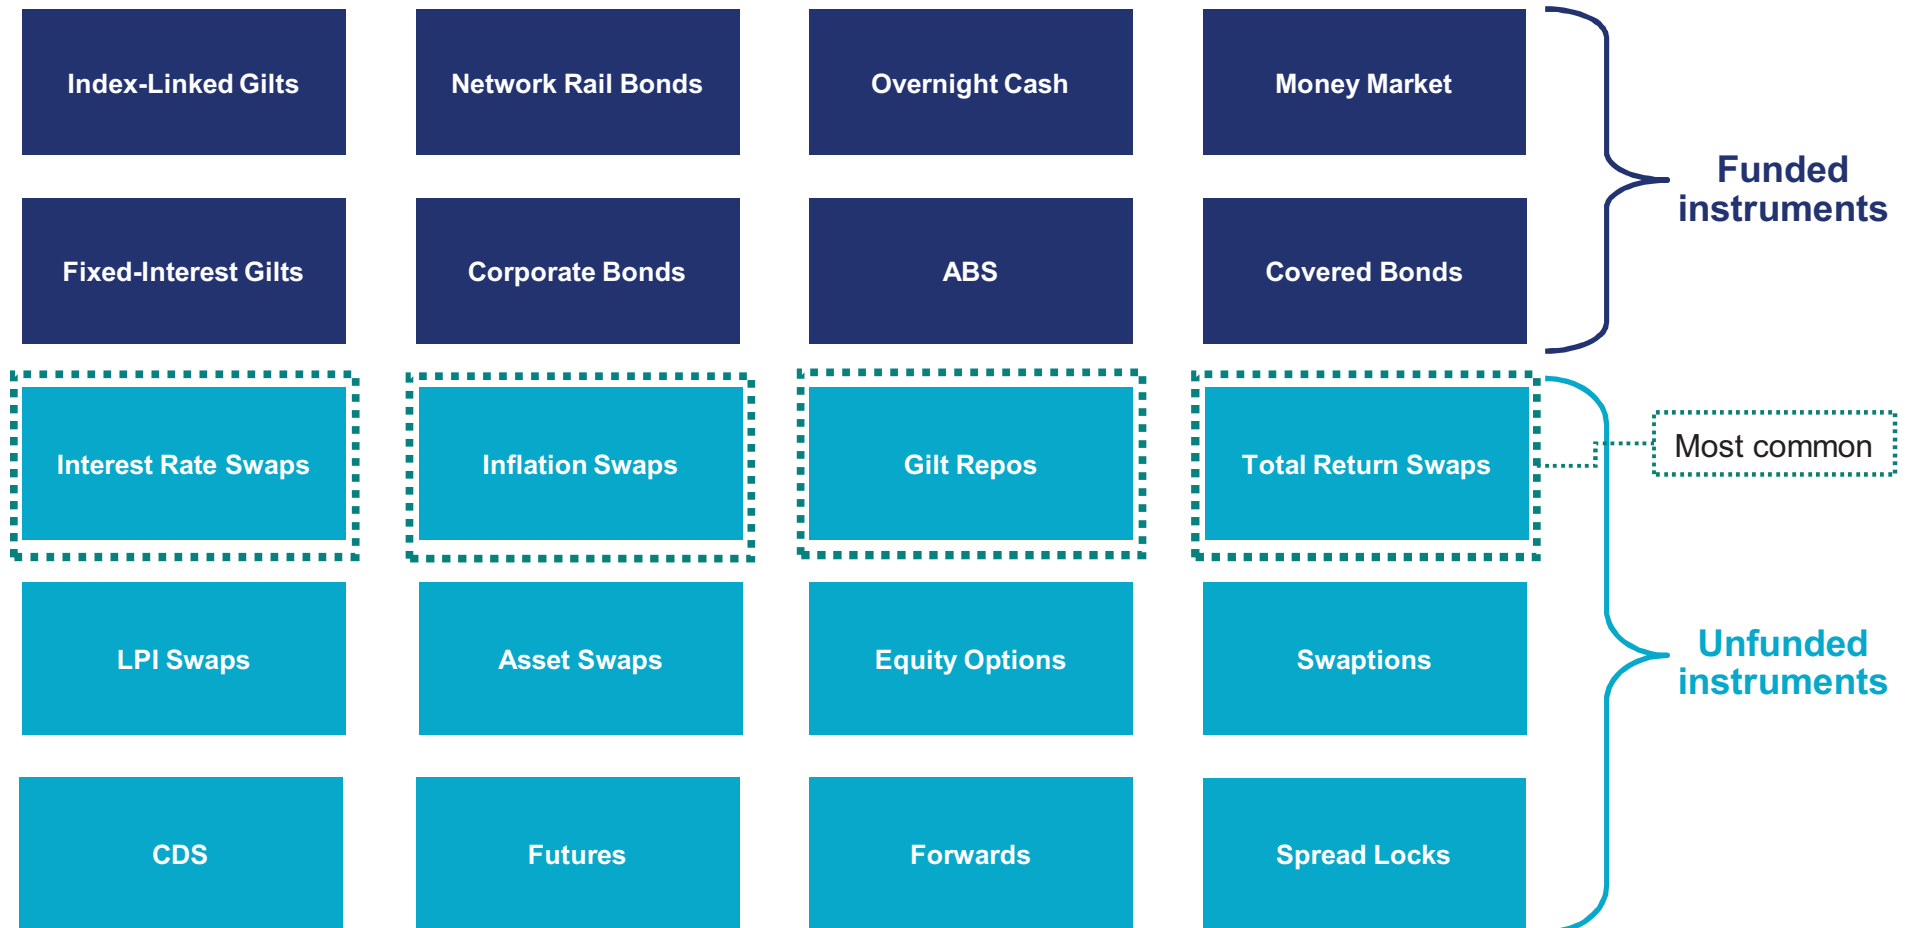 Index-Linked Gilts
Network Rail Bonds
Overnight Cash
Money Market
Funded
instruments
Fixed-Interest Gilts
Corporate Bonds
ABS
Covered Bonds
Interest Rate Swaps
Inflation Swaps
Gilt Repos
Total Return Swaps
Most common
LPI Swaps
Asset Swaps
Equity Options
Swaptions
Unfunded
instruments
CDS
Futures
Forwards
Spread Locks